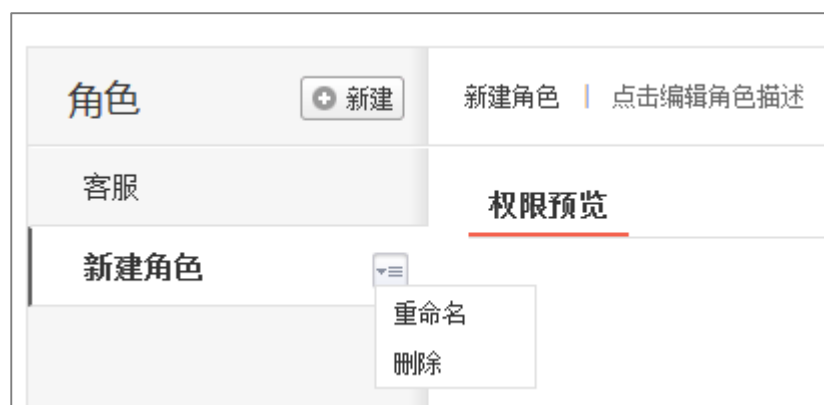 角色
新建
新建角色 | 点击编辑角色描述
客服
权限预览
新建角色
重命名
删除